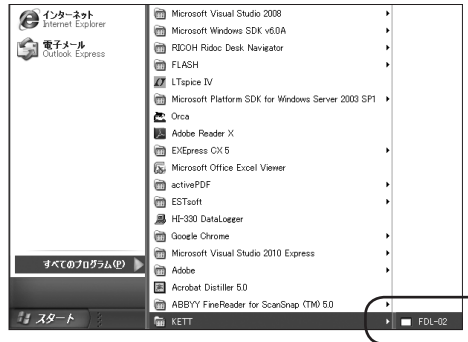 インターネット
Internet Explorer
電子メール
Outlook Express
すべてのプログラム(P)
スタート
Microsoft Visual Studio 2008
Microsoft Windows SDK v6.0A
RICOH Ridoc Desk Navigator
FLASH
LTspice IV
Microsoft Platform SDK for Windows Server 2003 SP1
Orca
Adobe Reader X
EXEpress CX 5
Microsoft Office Excel Viewer
activePDF
ESTsoft
HI-330 DataLogger
Google Chrome
Microsoft Visual Studio 2010 Express
Adobe
Acrobat Distiller 5.0
ABBYY FineReader for ScanSnap (TM) 5.0
KETT
FDL-02